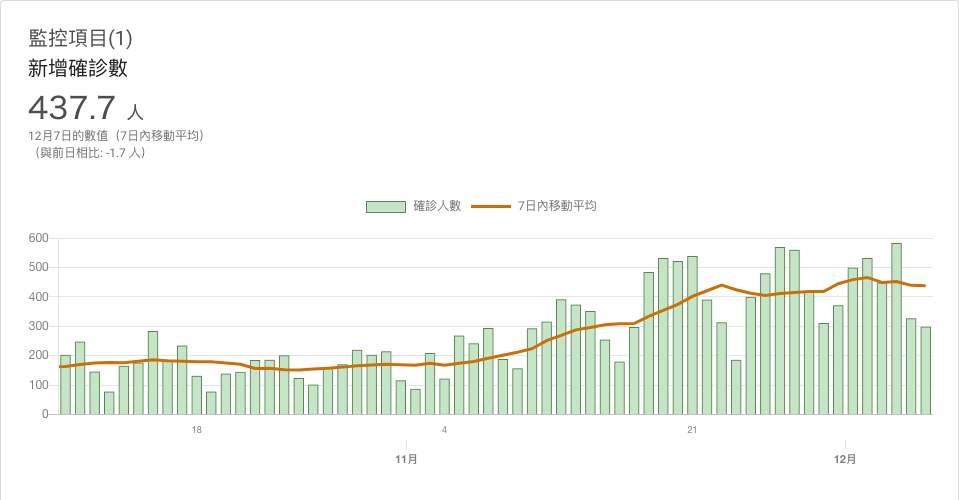 監控項目(1)
新增確診數
437.7 人
12月7日的數值（7日內移動平均）
（與前日相比: -1.7 人）
確診人數 7日內移動平均
600
500
400
300
200
100
0
18 4 21
11月 12月